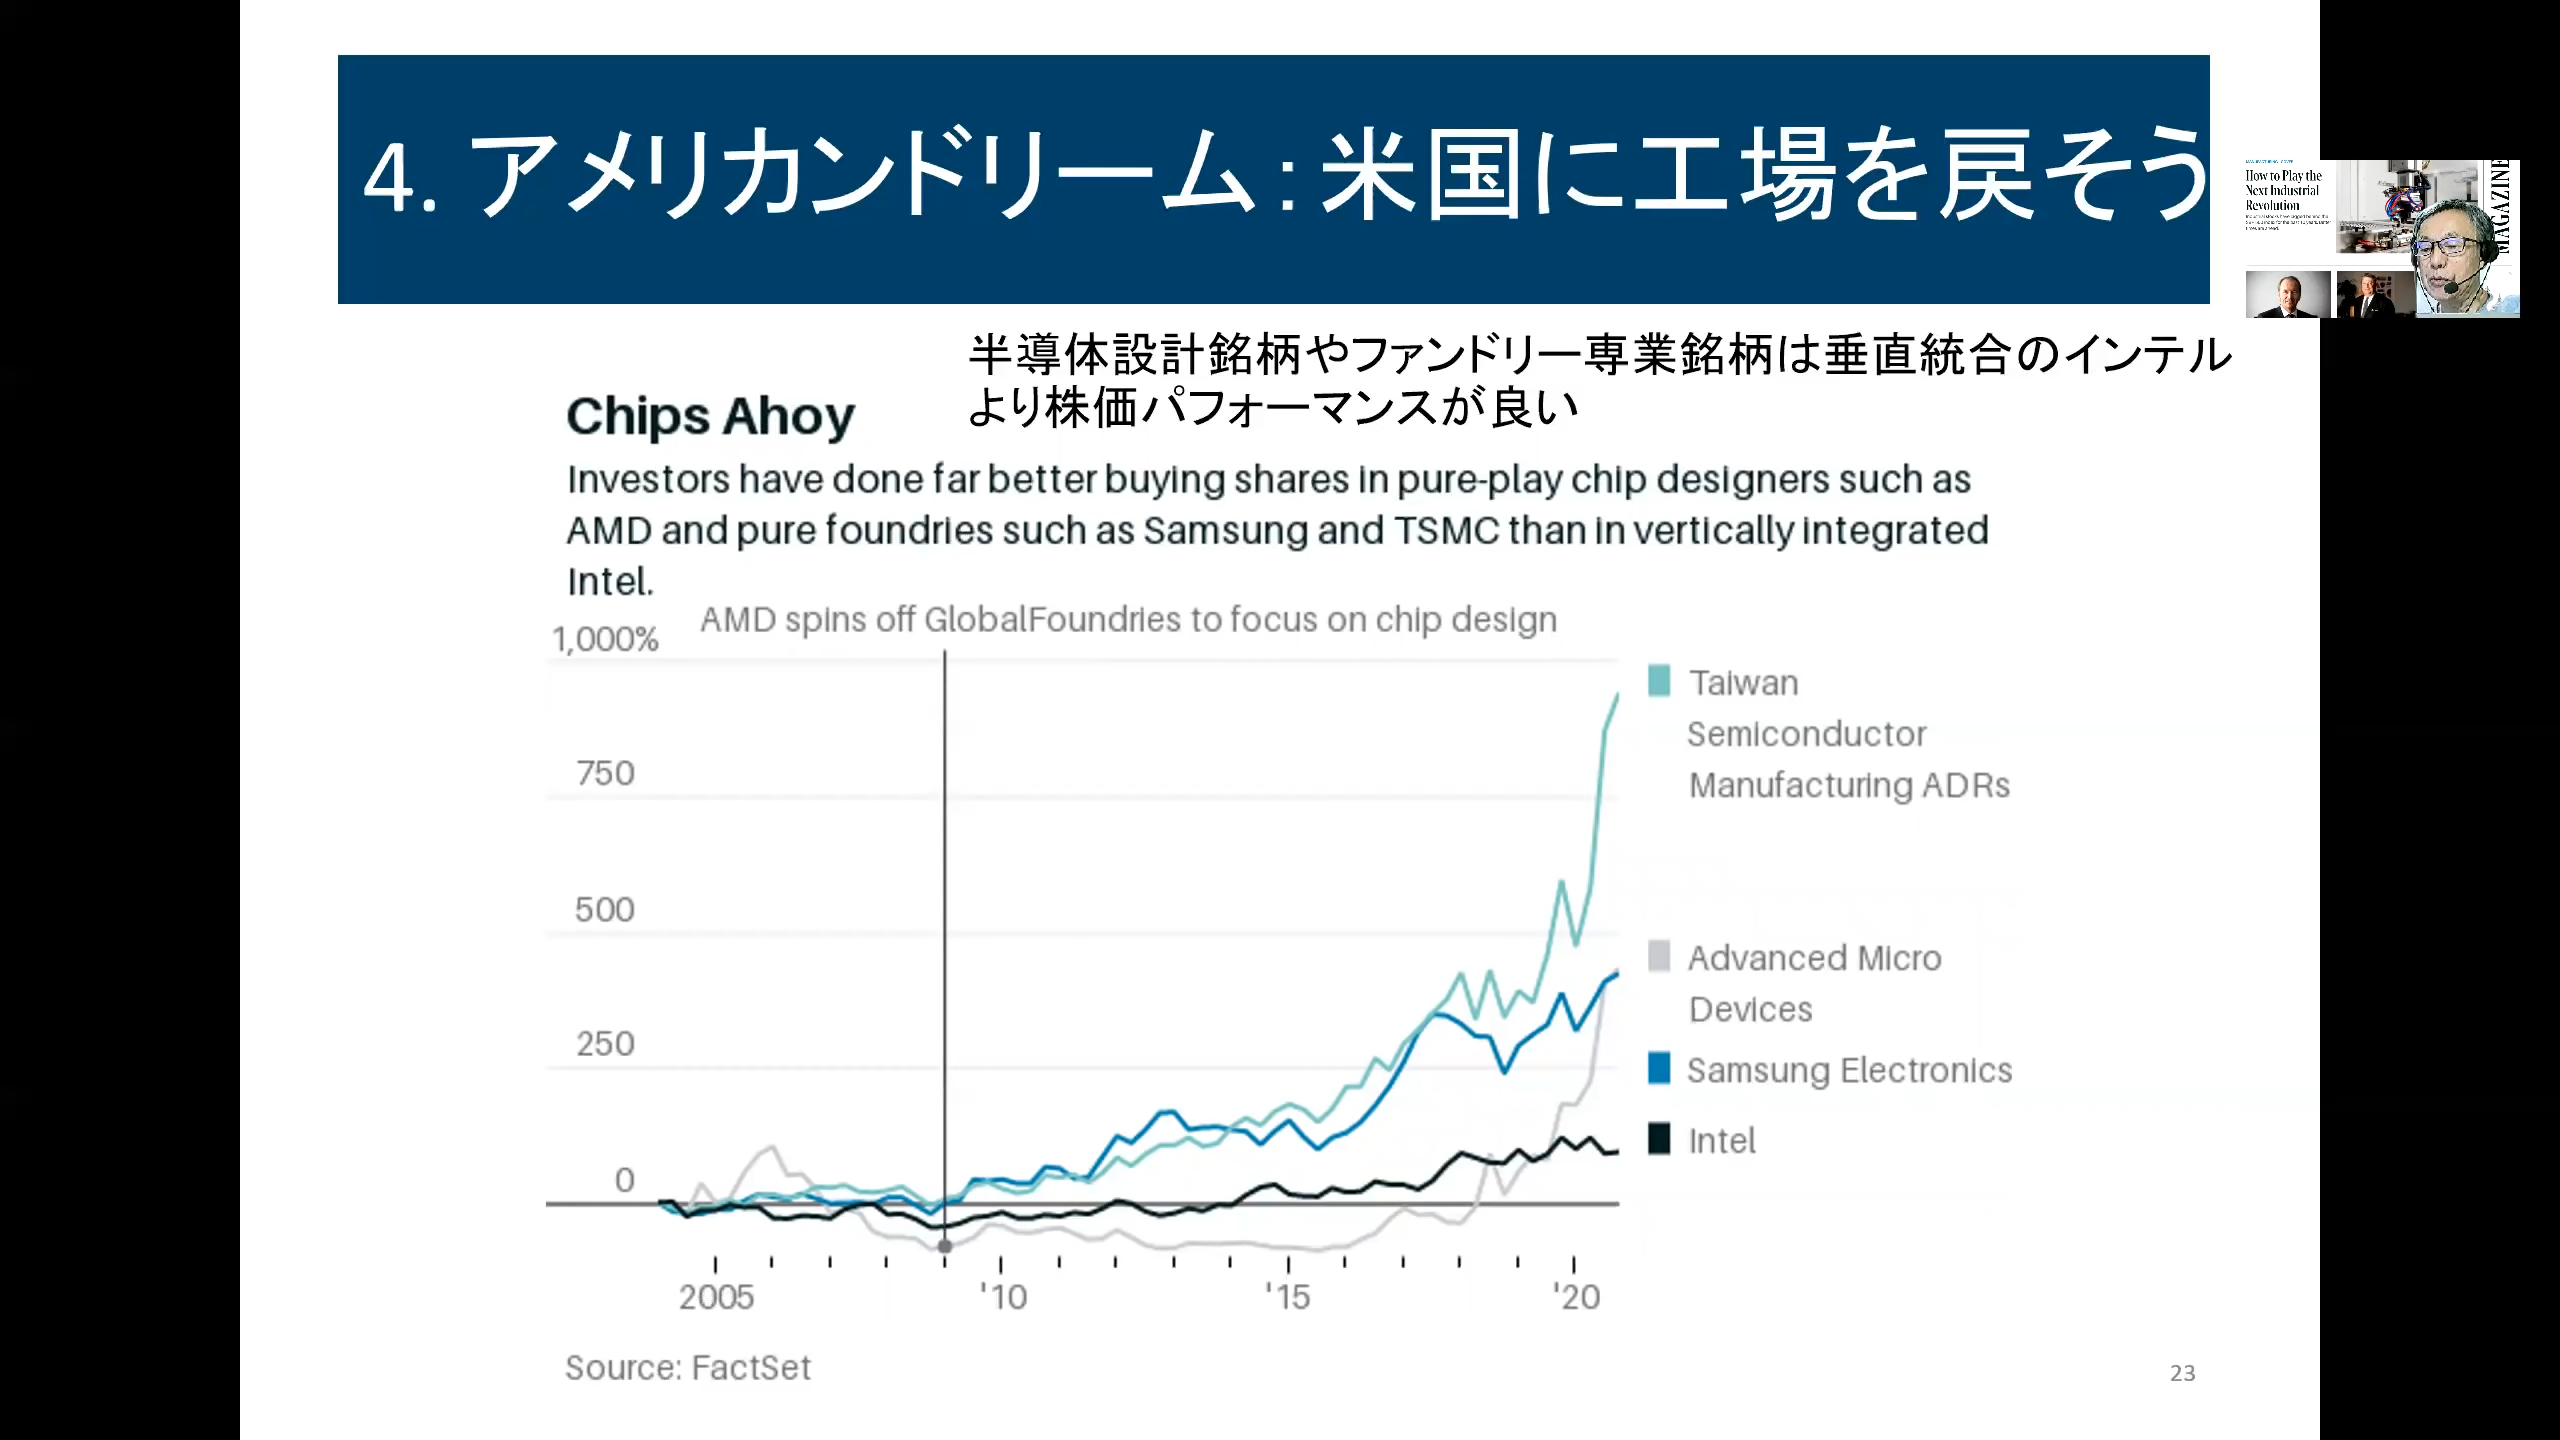 4. アメリカンドリーム：米国に工場を戻そう
How to Play the
Next Industrial
Revolution
MAGAZINE
半導体設計銘柄やファンドリー専業銘柄は垂直統合のインテル
より株価パフォーマンスが良い
Chips Ahoy
Investors have done far better buying shares in pure-play chip designers such as
AMD and pure foundries such as Samsung and TSMC than in vertically integrated
Intel.
AMD spins off GlobalFoundries to focus on chip design
1,000%
750
500
250
0
Taiwan
Semiconductor
Manufacturing ADRs
Advanced Micro
Devices
Samsung Electronics
Intel
2005 '10 '15 '20
Source: FactSet
23